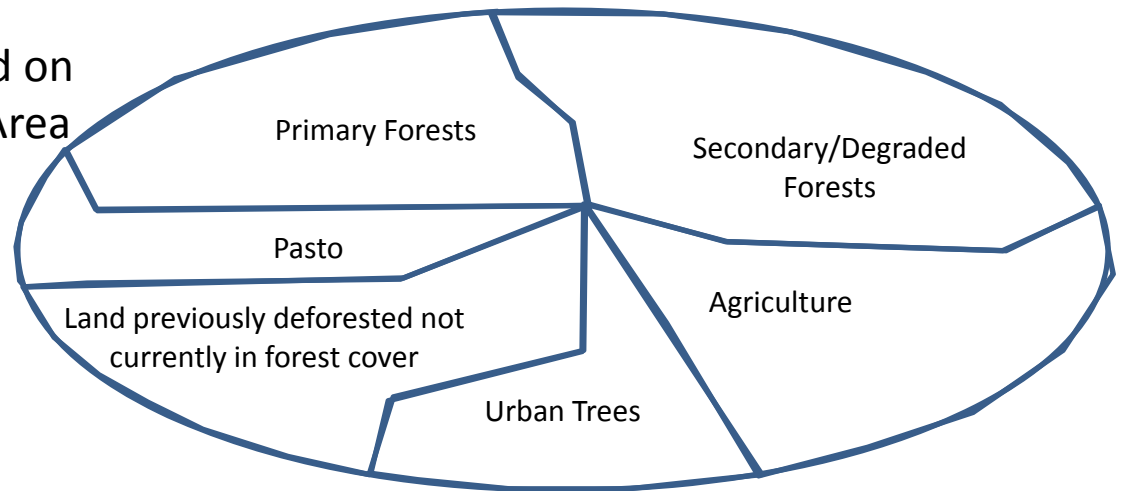 d on
Area
Primary Forests
Secondary/Degraded
Forests
Pasto
Agriculture
Land previously deforested not
currently in forest cover
Urban Trees